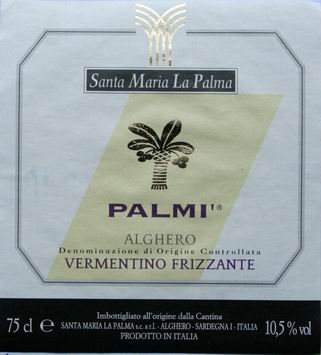 Santa Maria La Palma
PALMI'®
ALGHERO
Denominazione di Origine Controllata
VERMENTINO FRIZZANTE
Imbottigliato all'origine dalla Cantina
75 cl e SANTA MARIA LA PALMA s.c. a r.l. - ALGHERO - SARDEGNA I - ITALIA 10,5% vol
PRODOTTO IN ITALIA